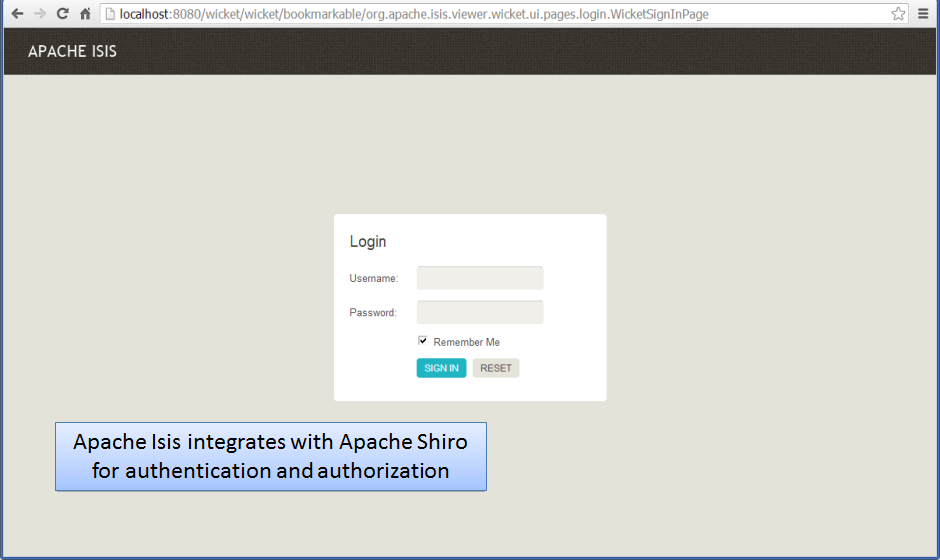 localhost:8080/wicket/wicket/bookmarkable/org.apache.isis.viewer.wicket.ui.pages.login.WicketSignInPage
APACHE ISIS
Login
Username:
Password:
Remember Me
SIGN IN RESET
Apache Isis integrates with Apache Shiro
for authentication and authorization